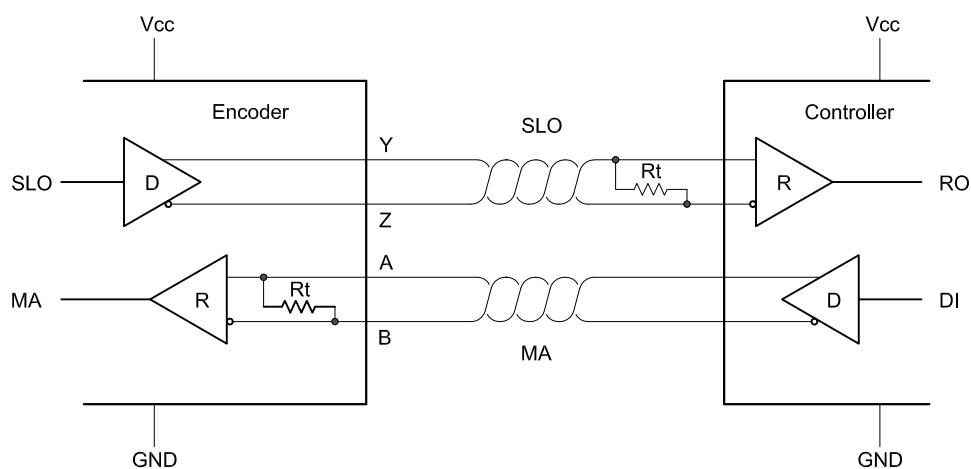 Vcc
Vcc
Encoder
Controller
SLO
Y
SLO
D
Rt
R
RO
Z
A
MA
R
Rt
D
DI
B
MA
GND
GND